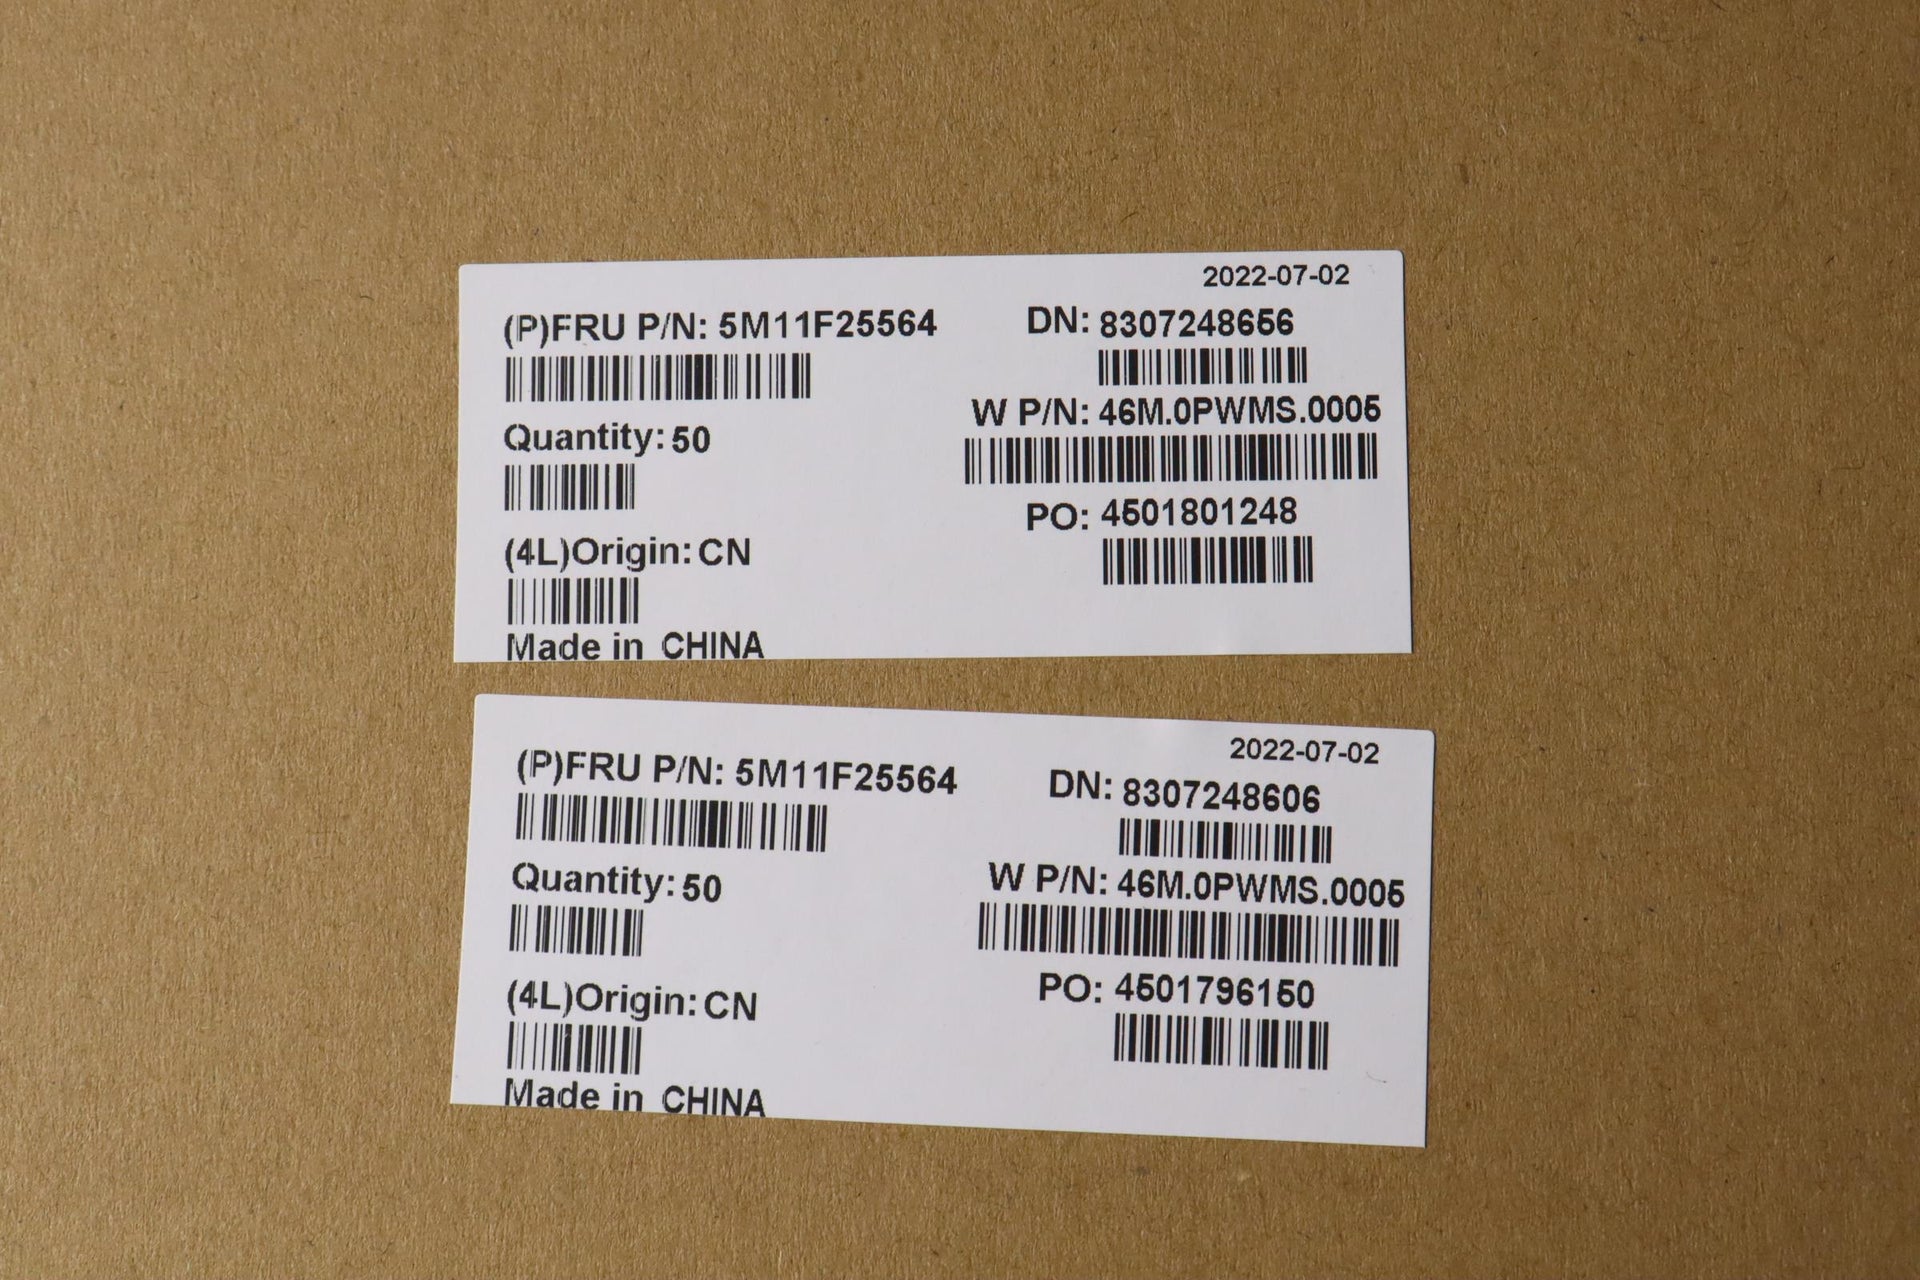 2022-07-02
(P)FRU P/N: 5M11F25564
DN: 8307248656
W P/N: 46M.0PWMS.0005
Quantity: 50
PO: 4501801248
(4L)Origin: CN
Made in CHINA
2022-07-02
(P)FRU P/N: 5M11F25564
DN: 8307248606
W P/N: 46M.0PWMS.0005
Quantity: 50
PO: 4501796150
(4L)Origin: CN
Made in CHINA